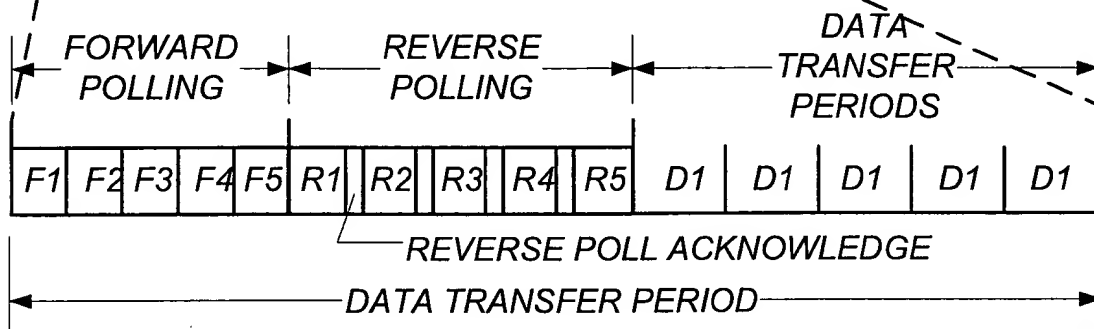 FORWARD POLLING
REVERSE POLLING
DATA TRANSFER PERIODS
F1 F2 F3 F4 F5 R1 R2 R3 R4 R5 D1 D1 D1 D1 D1
REVERSE POLL ACKNOWLEDGE
DATA TRANSFER PERIOD